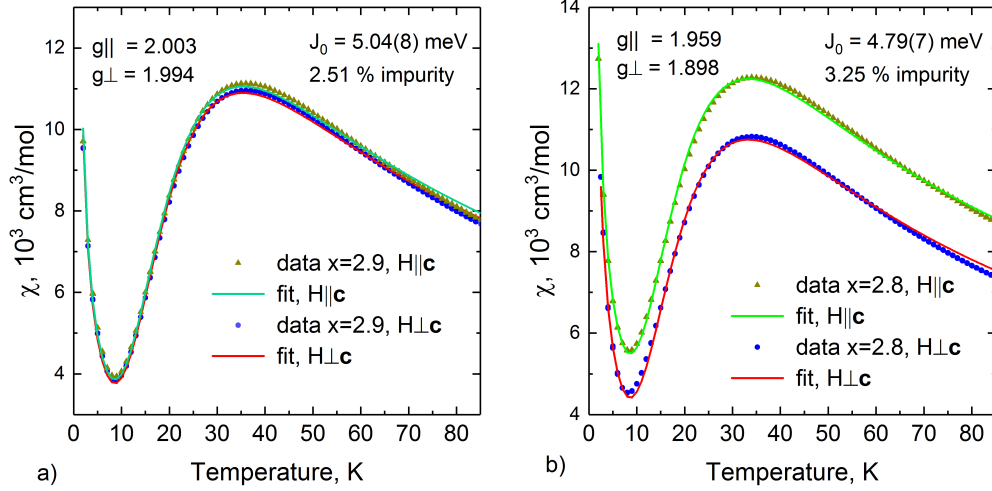 g|| = 2.003
g⊥ = 1.994
J₀ = 5.04(8) meV
2.51 % impurity
χ, 10³ cm³/mol
12
10
8
6
4
data x=2.9, H||c
fit, H||c
data x=2.9, H⊥c
fit, H⊥c
0 10 20 30 40 50 60 70 80
Temperature, K
a)
g|| = 1.959
g⊥ = 1.898
J₀ = 4.79(7) meV
3.25 % impurity
χ, 10³ cm³/mol
14
12
10
8
6
4
data x=2.8, H||c
fit, H||c
data x=2.8, H⊥c
fit, H⊥c
0 10 20 30 40 50 60 70 80
Temperature, K
b)